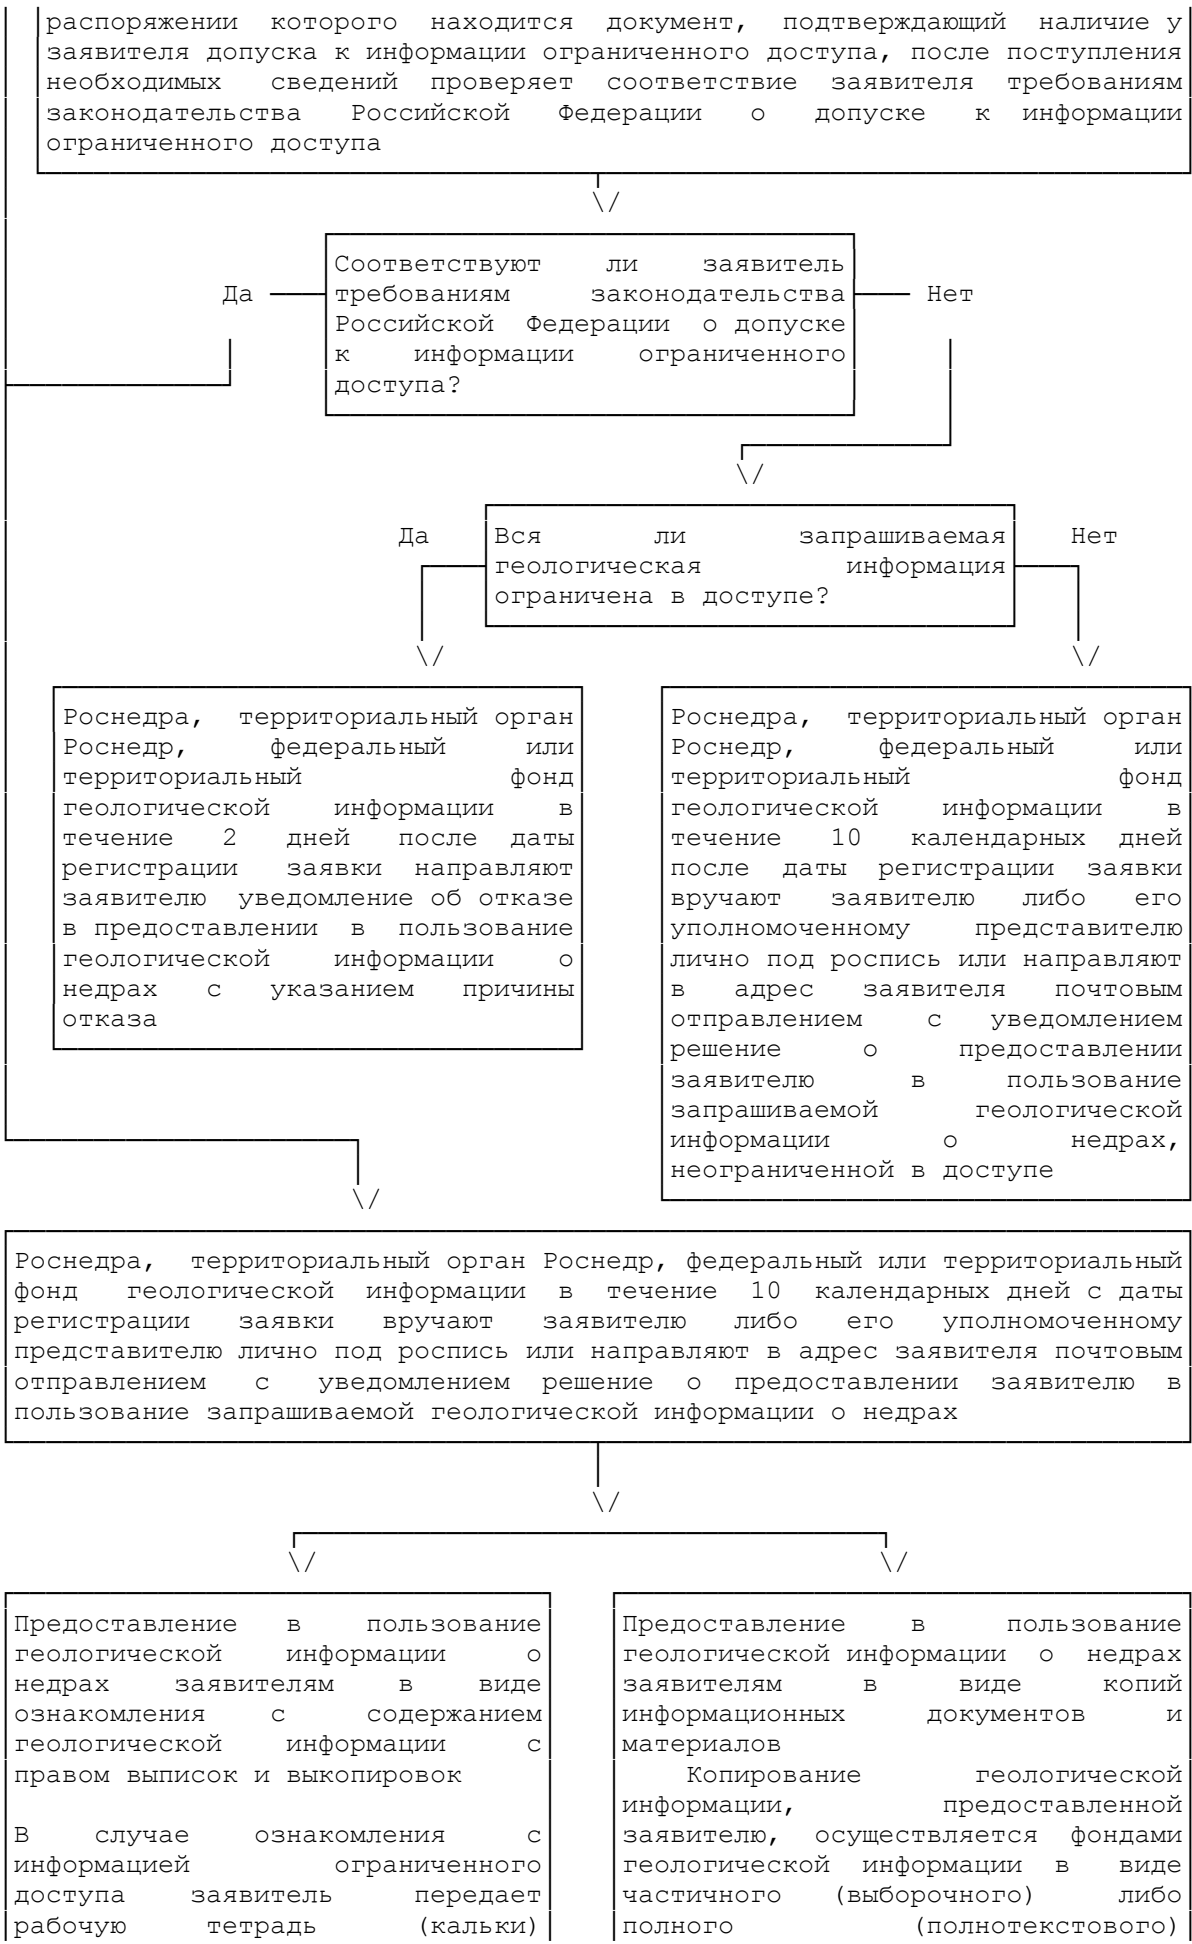 распоряжении которого находится документ, подтверждающий наличие у
заявителя допуска к информации ограниченного доступа, после поступления
необходимых сведений проверяет соответствие заявителя требованиям
законодательства Российской Федерации о допуске к информации
ограниченного доступа
\/
Соответствуют ли заявитель
Да требованиям законодательства Нет
Российской Федерации о допуске
к информации ограниченного
доступа?
\/
Да Вся ли запрашиваемая Нет
геологическая информация
ограничена в доступе?
\/ \/
Роснедра, территориальный орган
Роснедр, федеральный или
территориальный фонд
геологической информации в
течение 2 дней после даты
регистрации заявки направляют
заявителю уведомление об отказе
в предоставлении в пользование
геологической информации о
недрах с указанием причины
отказа
Роснедра, территориальный орган
Роснедр, федеральный или
территориальный фонд
геологической информации в
течение 10 календарных дней
после даты регистрации заявки
вручают заявителю либо его
уполномоченному представителю
лично под роспись или направляют
в адрес заявителя почтовым
отправлением с уведомлением
решение о предоставлении
заявителю в пользование
запрашиваемой геологической
информации о недрах,
неограниченной в доступе
\/
Роснедра, территориальный орган Роснедр, федеральный или территориальный
фонд геологической информации в течение 10 календарных дней с даты
регистрации заявки вручают заявителю либо его уполномоченному
представителю лично под роспись или направляют в адрес заявителя почтовым
отправлением с уведомлением решение о предоставлении заявителю в
пользование запрашиваемой геологической информации о недрах
\/
\/ \/
Предоставление в пользование
геологической информации о
недрах заявителям в виде
ознакомления с содержанием
геологической информации с
правом выписок и выкопировок
В случае ознакомления с
информацией ограниченного
доступа заявитель передает
рабочую тетрадь (кальки)
Предоставление в пользование
геологической информации о недрах
заявителям в виде копий
информационных документов и
материалов
Копирование геологической
информации, предоставленной
заявителю, осуществляется фондами
геологической информации в виде
частичного (выборочного) либо
полного (полнотекстового)